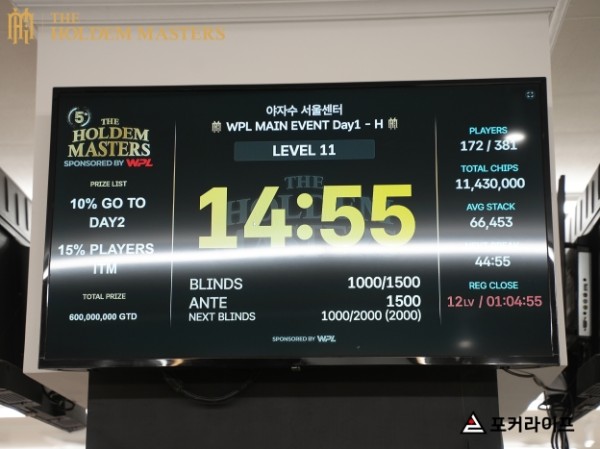 THE
HOLDEM MASTERS
5
THE
HOLDEM
MASTERS
SPONSORED BY WPL
PRIZE LIST
10% GO TO
DAY2
15% PLAYERS
ITM
TOTAL PRIZE
600,000,000 GTD
야자수 서울센터
WPL MAIN EVENT Day1 - H
LEVEL 11
14:55
BLINDS 1000/1500
ANTE 1500
NEXT BLINDS 1000/2000 (2000)
SPONSORED BY WPL
PLAYERS
172 / 381
TOTAL CHIPS
11,430,000
AVG STACK
66,453
44:55
REG CLOSE
12LV / 01:04:55
포커라이프